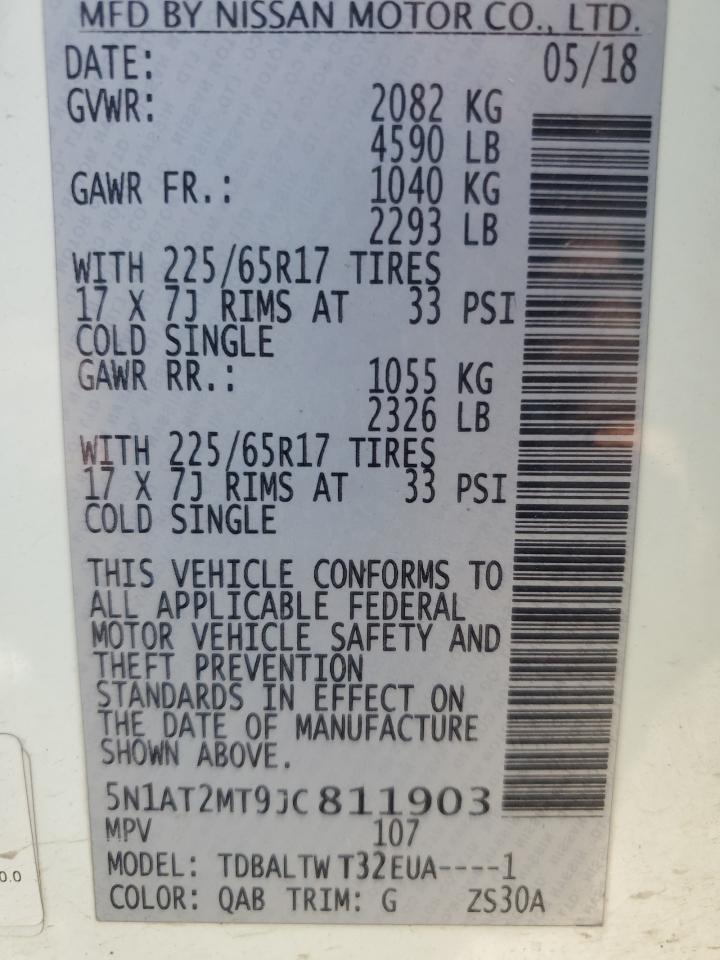 MFD BY NISSAN MOTOR CO., LTD.
DATE: 05/18
GVWR: 2082 KG
4590 LB
GAWR FR.: 1040 KG
2293 LB
WITH 225/65R17 TIRES
17 X 7J RIMS AT 33 PSI
COLD SINGLE
GAWR RR.: 1055 KG
2326 LB
WITH 225/65R17 TIRES
17 X 7J RIMS AT 33 PSI
COLD SINGLE
THIS VEHICLE CONFORMS TO
ALL APPLICABLE FEDERAL
MOTOR VEHICLE SAFETY AND
THEFT PREVENTION
STANDARDS IN EFFECT ON
THE DATE OF MANUFACTURE
SHOWN ABOVE.
5N1AT2MT9JC811903
MPV 107
MODEL: TDBALTW T32EUA----1
COLOR: QAB TRIM: G ZS30A
0.0